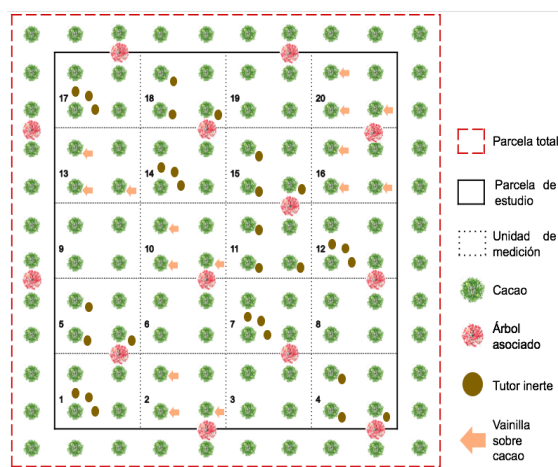 17
18
19
20
13
14
15
16
9
10
11
12
5
6
7
8
1
2
3
4
Parcela total
Parcela de
estudio
Unidad de
medición
Cacao
Árbol
asociado
Tutor inerte
Vainilla
sobre
cacao